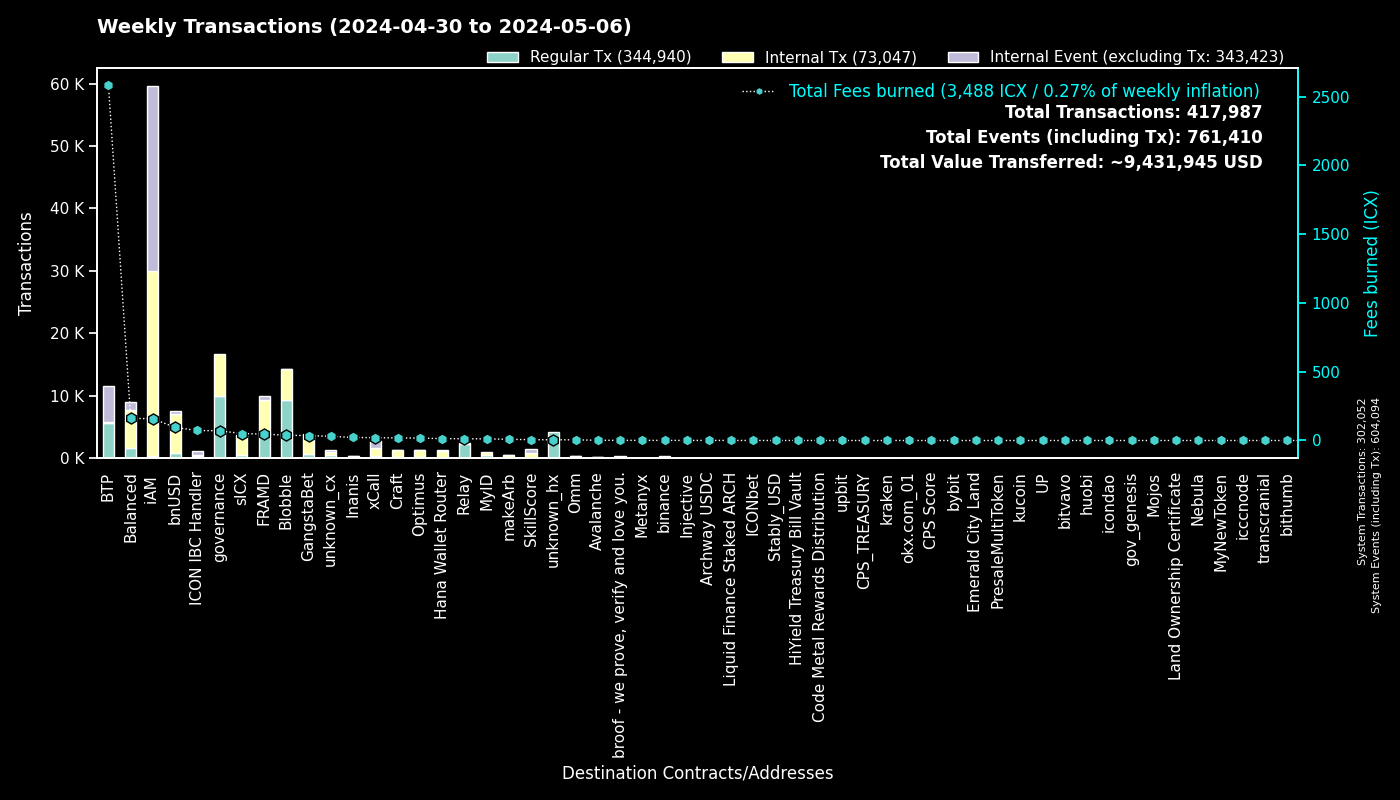 Weekly Transactions (2024-04-30 to 2024-05-06)
Regular Tx (344,940)
Internal Tx (73,047)
Internal Event (excluding Tx: 343,423)
Total Fees burned (3,488 ICX / 0.27% of weekly inflation)
Total Transactions: 417,987
Total Events (including Tx): 761,410
Total Value Transferred: ~9,431,945 USD
Transactions
60 K
50 K
40 K
30 K
20 K
10 K
0 K
2500
2000
1500
1000
500
0
Fees burned (ICX)
System Transactions: 302,052
System Events (including Tx): 604,094
BTP
Balanced
iAM
bnUSD
ICON IBC Handler
governance
sICX
FRAMD
Blobble
GangstaBet
unknown_cx
Inanis
xCall
Craft
Optimus
Hana Wallet Router
Relay
MyID
makeArb
SkillScore
unknown_hx
Omm
Avalanche
broof - we prove, verify and love you.
Metanyx
binance
Injective
Archway USDC
Liquid Finance Staked ARCH
ICONbet
Stably_USD
HiYield Treasury Bill Vault
Code Metal Rewards Distribution
upbit
CPS_TREASURY
kraken
okx.com_01
CPS Score
bybit
Emerald City Land
PresaleMultiToken
kucoin
UP
bitvavo
huobi
icondao
gov_genesis
Mojos
Land Ownership Certificate
Nebula
MyNewToken
icccnode
transcranial
bithumb
Destination Contracts/Addresses